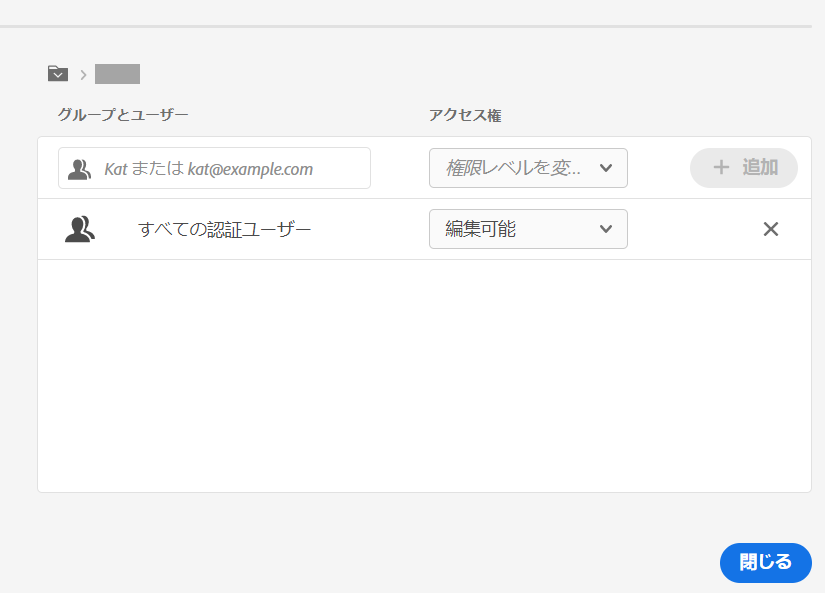 グループとユーザー アクセス権
Kat または kat@example.com 権限レベルを変... + 追加
すべての認証ユーザー 編集可能
閉じる